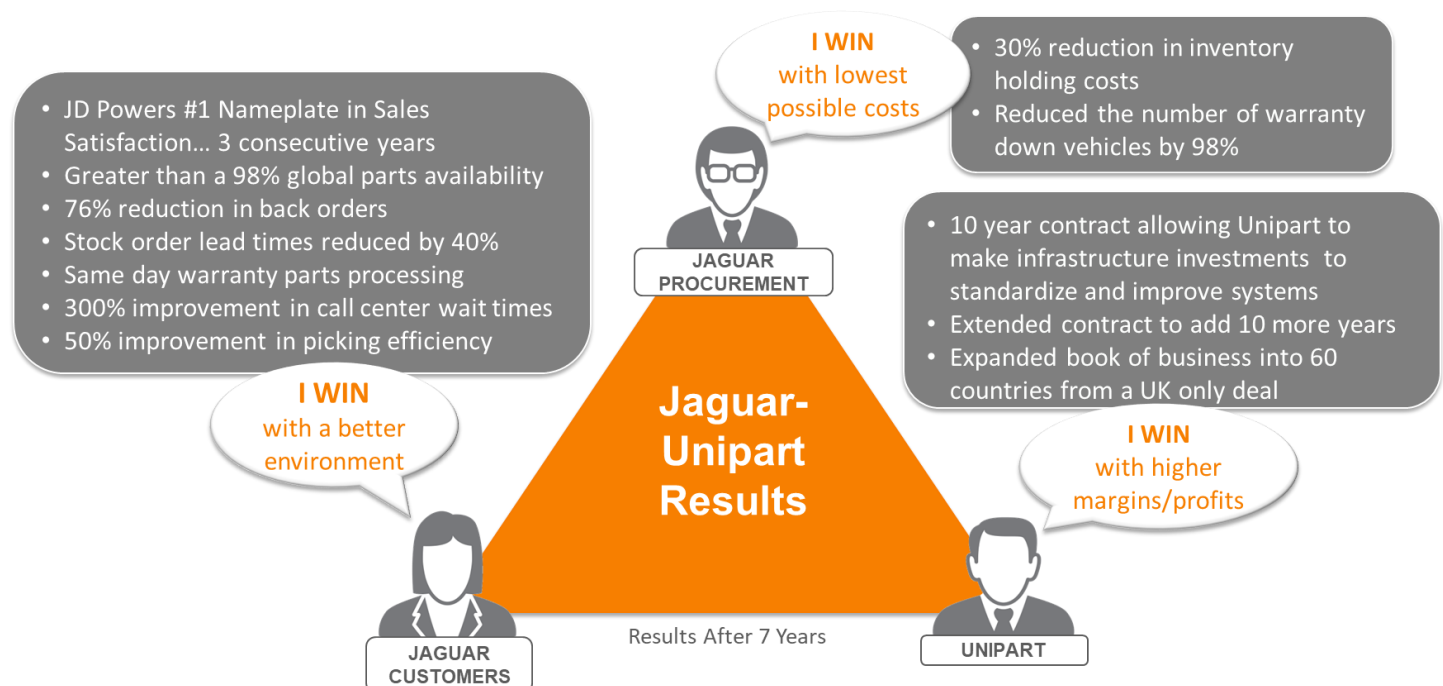 • JD Powers #1 Nameplate in Sales
Satisfaction... 3 consecutive years
• Greater than a 98% global parts availability
• 76% reduction in back orders
• Stock order lead times reduced by 40%
• Same day warranty parts processing
• 300% improvement in call center wait times
• 50% improvement in picking efficiency
I WIN
with a better
environment
JAGUAR
CUSTOMERS
I WIN
with lowest
possible costs
• 30% reduction in inventory
holding costs
• Reduced the number of warranty
down vehicles by 98%
JAGUAR
PROCUREMENT
• 10 year contract allowing Unipart to
make infrastructure investments to
standardize and improve systems
• Extended contract to add 10 more years
• Expanded book of business into 60
countries from a UK only deal
I WIN
with higher
margins/profits
UNIPART
Jaguar-
Unipart
Results
Results After 7 Years